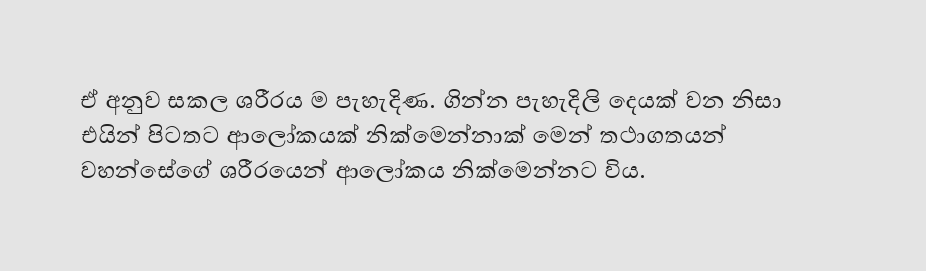 ඒ අනුව සකල ශරීරය ම පැහැදිණ. ගින්න පැහැදිලි දෙයක් වන නිසා
එයින් පිටතට ආලෝකයක් නික්මෙන්නාක් මෙන් තථාගතයන්
වහන්සේගේ ශරීරයෙන් ආලෝකය නික්මෙන්නට විය.